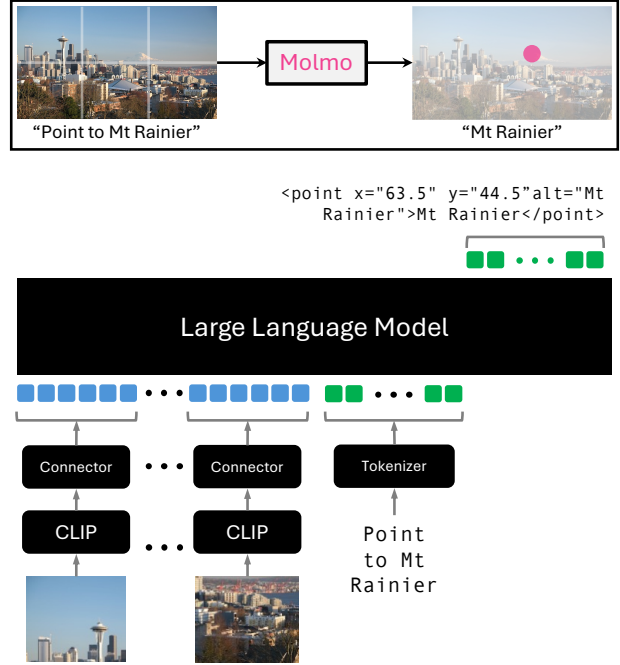 Molmo
“Point to Mt Rainier”
“Mt Rainier”
<point x="63.5" y="44.5”alt="Mt
Rainier">Mt Rainier</point>
Large Language Model
Connector
Connector
Tokenizer
CLIP
CLIP
Point
to Mt
Rainier